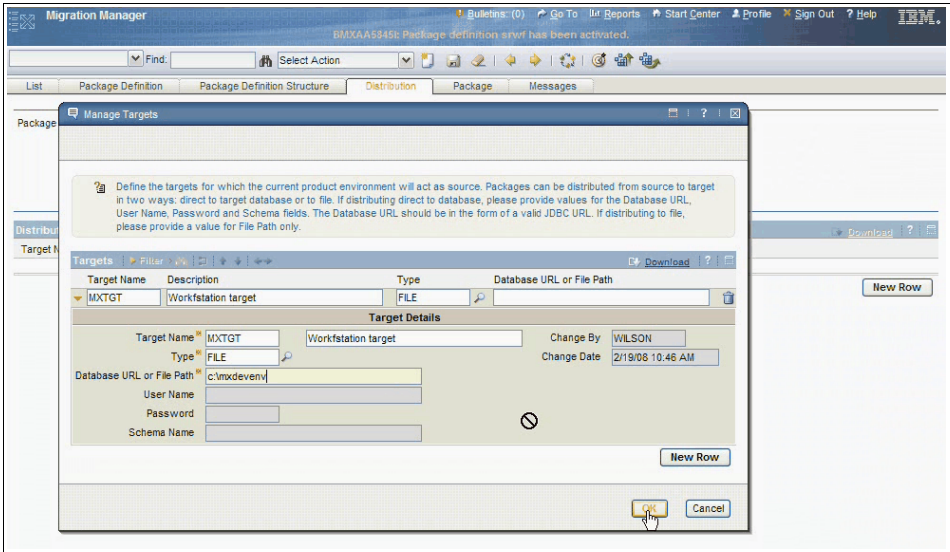 Migration Manager
Bulletins: (0) Go To Reports Start Center Profile Sign Out ? Help IBM.
BMXAA5845I: Package definition srwf has been activated.
Find: Select Action
List Package Definition Package Definition Structure Distribution Package Messages
Manage Targets ?
Package
Define the targets for which the current product environment will act as source. Packages can be distributed from source to target
in two ways: direct to target database or to file. If distributing direct to database, please provide values for the Database URL,
User Name, Password and Schema fields. The Database URL should be in the form of a valid JDBC URL. If distributing to file,
please provide a value for File Path only.
Distribut Download ?
Target N
Targets Filter Download ?
Target Name Description Type Database URL or File Path
MXTGT Workfstation target FILE
New Row
Target Details
Target Name MXTGT Workfstation target Change By WILSON
Type FILE Change Date 2/19/08 10:46 AM
Database URL or File Path c:\mxdevenv
User Name
Password
Schema Name
New Row
OK Cancel